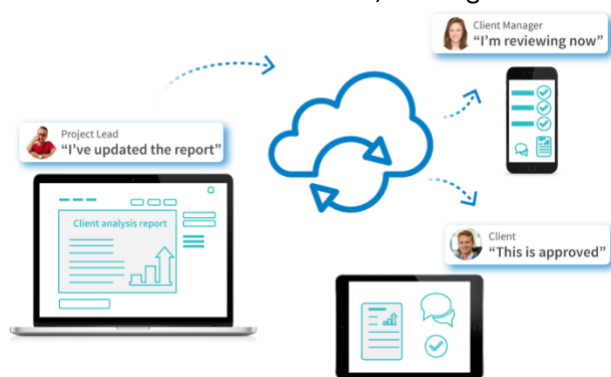 Client Manager
“I’m reviewing now”
Project Lead
“I’ve updated the report”
Client analysis report
Client
“This is approved”